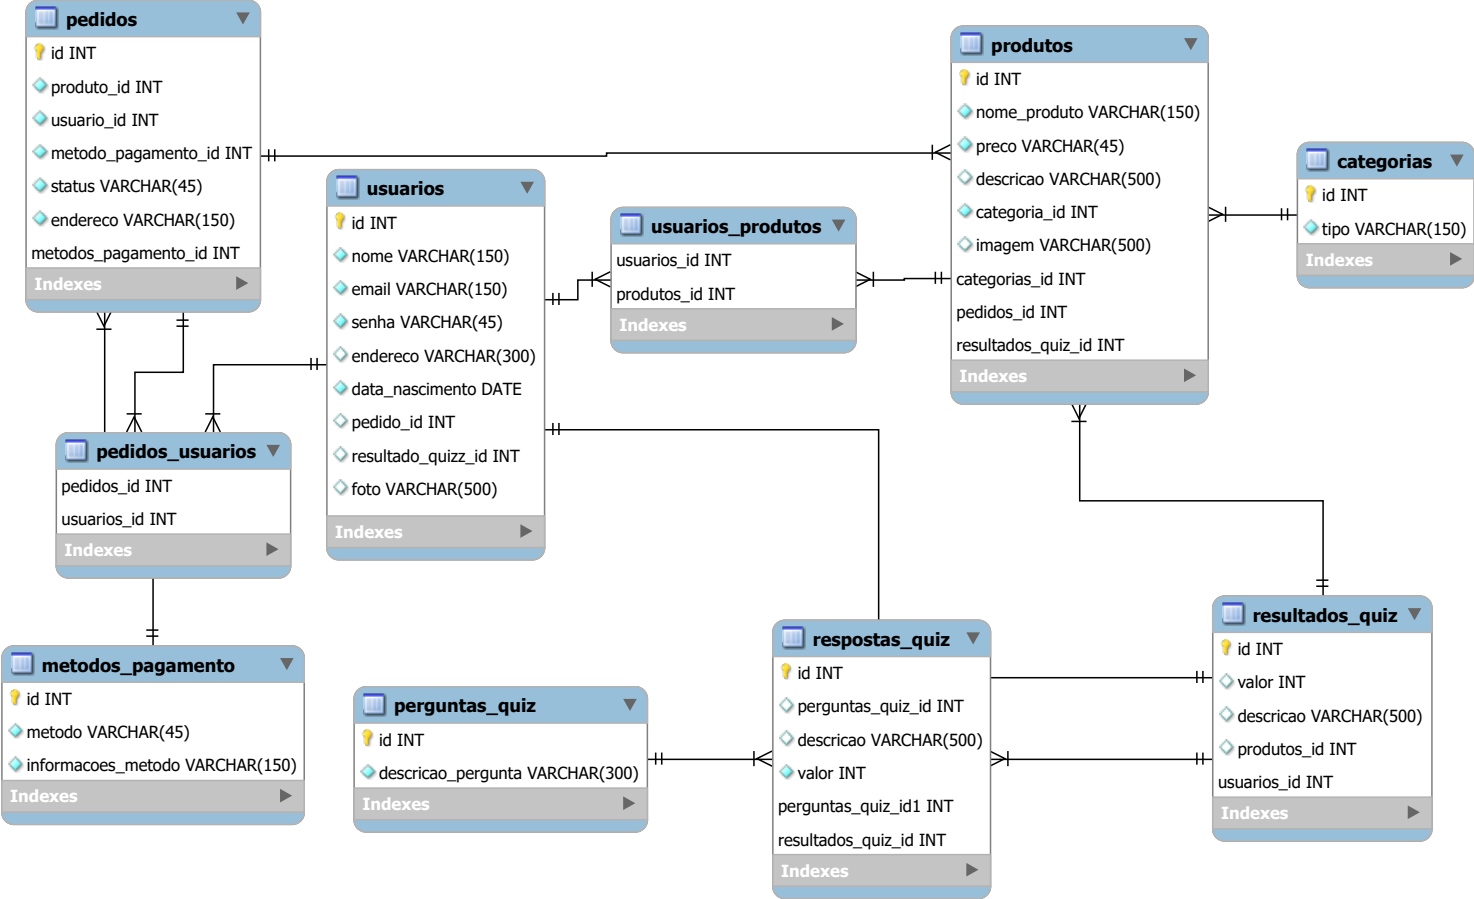 pedidos
id INT
produto_id INT
usuario_id INT
metodo_pagamento_id INT
status VARCHAR(45)
endereco VARCHAR(150)
metodos_pagamento_id INT
Indexes
usuarios
id INT
nome VARCHAR(150)
email VARCHAR(150)
senha VARCHAR(45)
endereco VARCHAR(300)
data_nascimento DATE
pedido_id INT
resultado_quizz_id INT
foto VARCHAR(500)
Indexes
usuarios_produtos
usuarios_id INT
produtos_id INT
Indexes
produtos
id INT
nome_produto VARCHAR(150)
preco VARCHAR(45)
descricao VARCHAR(500)
categoria_id INT
imagem VARCHAR(500)
categorias_id INT
pedidos_id INT
resultados_quiz_id INT
Indexes
categorias
id INT
tipo VARCHAR(150)
Indexes
pedidos_usuarios
pedidos_id INT
usuarios_id INT
Indexes
metodos_pagamento
id INT
metodo VARCHAR(45)
informacoes_metodo VARCHAR(150)
Indexes
perguntas_quiz
id INT
descricao_pergunta VARCHAR(300)
Indexes
respostas_quiz
id INT
perguntas_quiz_id INT
descricao VARCHAR(500)
valor INT
perguntas_quiz_id1 INT
resultados_quiz_id INT
Indexes
resultados_quiz
id INT
valor INT
descricao VARCHAR(500)
produtos_id INT
usuarios_id INT
Indexes